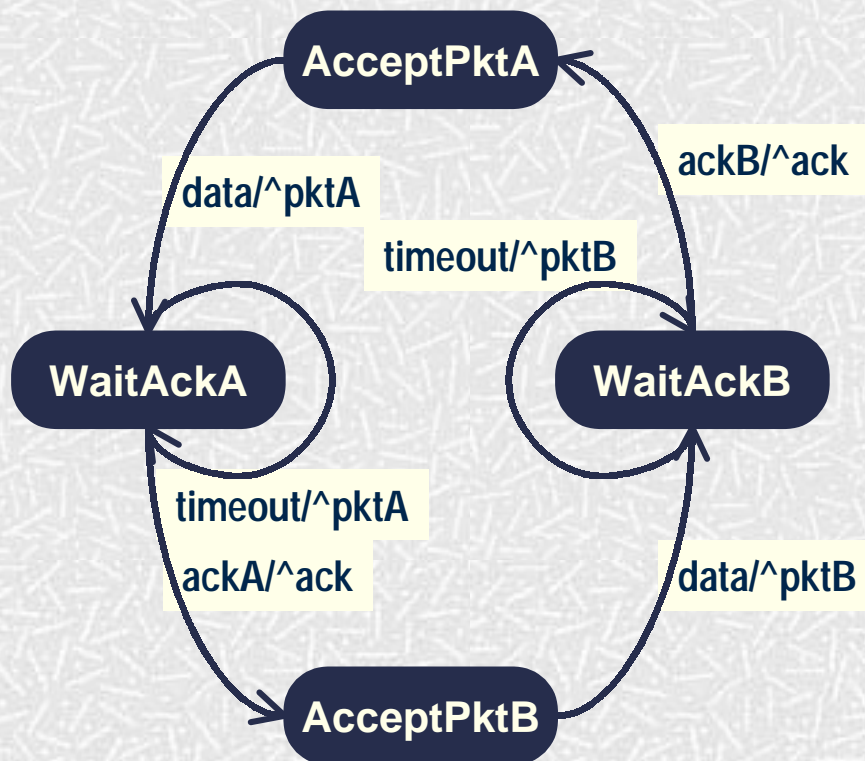 AcceptPktA
ackB/^ack
data/^pktA
timeout/^pktB
WaitAckA
WaitAckB
timeout/^pktA
ackA/^ack
data/^pktB
AcceptPktB